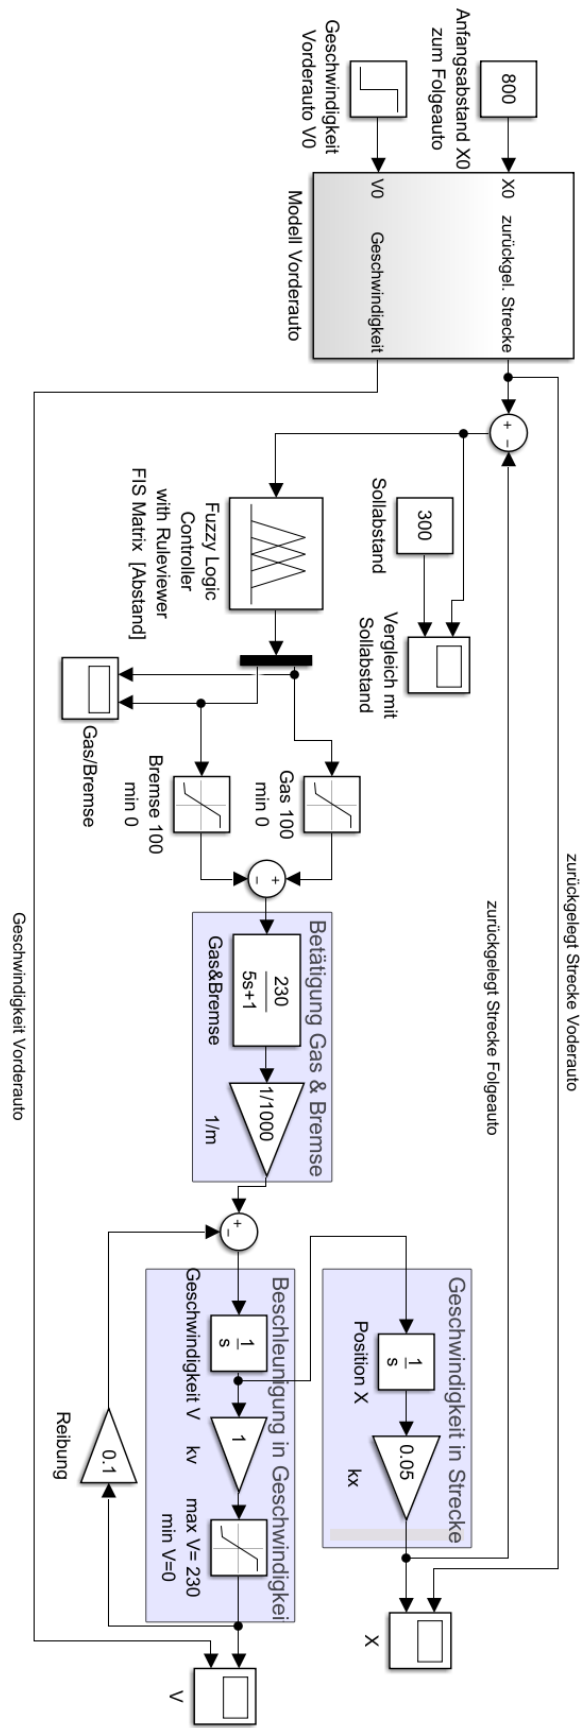 zurückgelegt Strecke Voderauto
zurückgelegt Strecke Folgeauto
Anfangsabstand X0
zum Folgeauto
800
X0
zurückgel. Strecke
V0
Geschwindigkeit
Modell Vorderauto
Geschwindigkeit
Vorderauto V0
+
−
300
Sollabstand
Vergleich mit
Sollabstand
Fuzzy Logic
Controller
with Ruleviewer
FIS Matrix [Abstand]
Gas 100
min 0
Bremse 100
min 0
Gas/Bremse
+
−
Betätigung Gas & Bremse
230
5s+1
Gas&Bremse
1/1000
1/m
+
−
Geschwindigkeit in Strecke
1
s
Position X
0.05
kx
X
Beschleunigung in Geschwindigkei
1
s
Geschwindigkeit V
1
kv
max V= 230
min V=0
0.1
Reibung
V
Geschwindigkeit Vorderauto